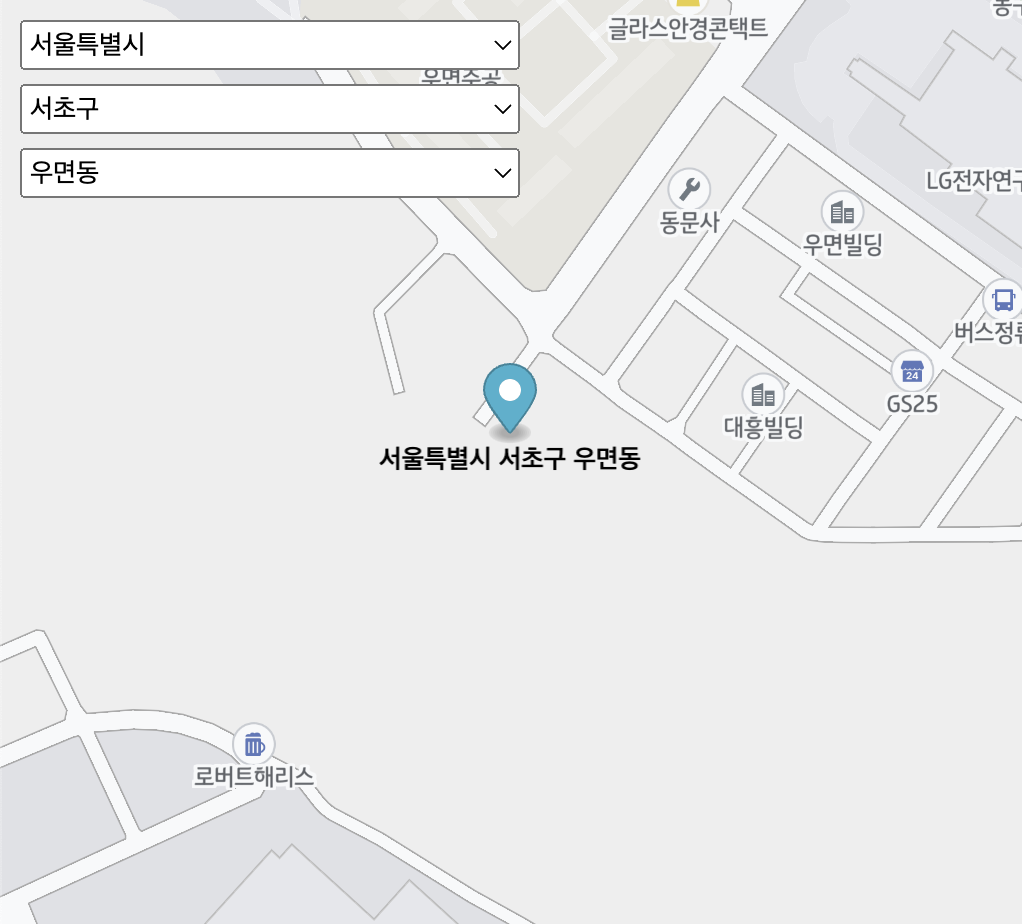 서울특별시
서초구
우면동
글라스안경콘택트
우면주공
LG전자연구
동문사
우면빌딩
버스정류
GS25
24
대흥빌딩
서울특별시 서초구 우면동
로버트해리스